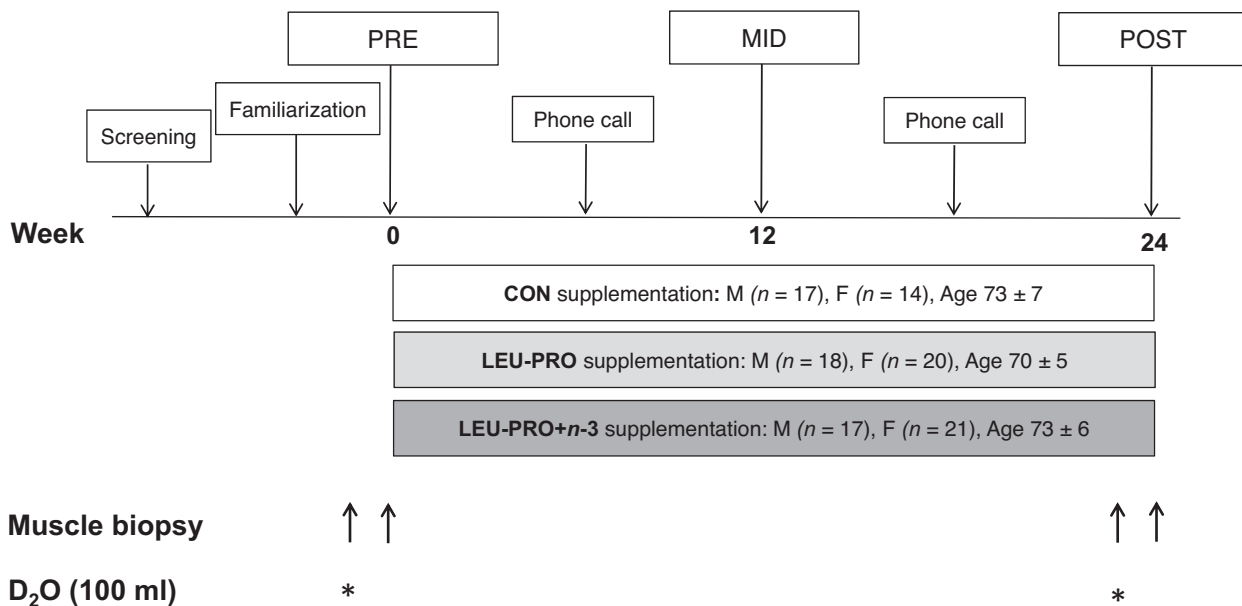 PRE
MID
POST
Familiarization
Screening
Phone call
Phone call
Week
0
12
24
CON supplementation: M (n = 17), F (n = 14), Age 73 ± 7
LEU-PRO supplementation: M (n = 18), F (n = 20), Age 70 ± 5
LEU-PRO+n-3 supplementation: M (n = 17), F (n = 21), Age 73 ± 6
Muscle biopsy
D₂O (100 ml) * *